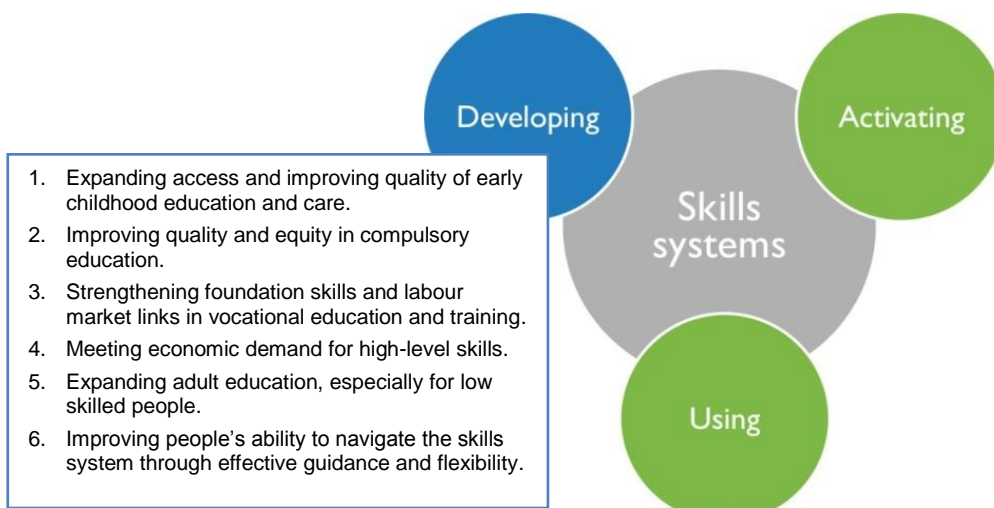 Developing
Activating
Skills
systems
Using
1. Expanding access and improving quality of early
childhood education and care.
2. Improving quality and equity in compulsory
education.
3. Strengthening foundation skills and labour
market links in vocational education and training.
4. Meeting economic demand for high-level skills.
5. Expanding adult education, especially for low
skilled people.
6. Improving people’s ability to navigate the skills
system through effective guidance and flexibility.